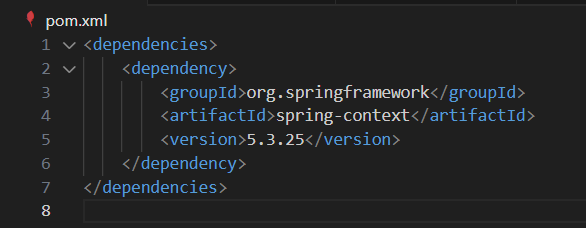 pom.xml
1 <dependencies>
2     <dependency>
3         <groupId>org.springframework</groupId>
4         <artifactId>spring-context</artifactId>
5         <version>5.3.25</version>
6     </dependency>
7 </dependencies>
8